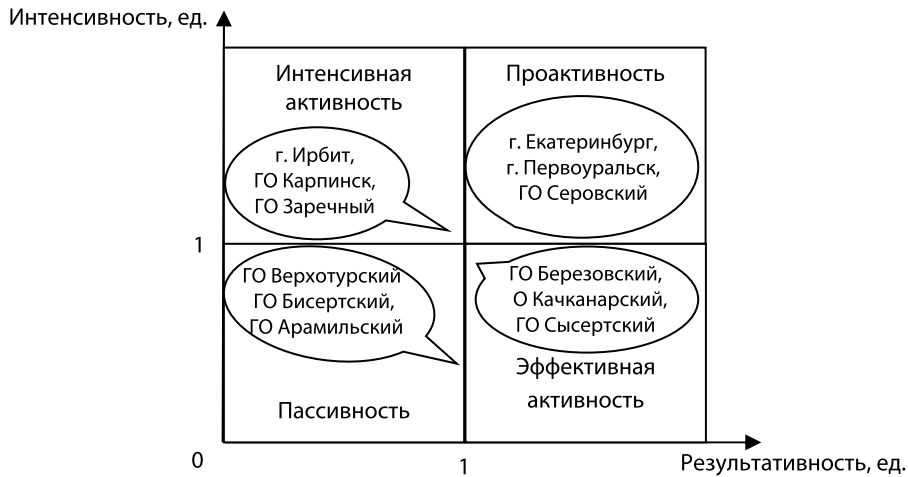 Интенсивность, ед.
Интенсивная
активность
Проактивность
г. Ирбит,
ГО Карпинск,
ГО Заречный
г. Екатеринбург,
г. Первоуральск,
ГО Серовский
1
ГО Верхотурский
ГО Бисертский,
ГО Арамильский
ГО Березовский,
О Качканарский,
ГО Сысертский
Эффективная
активность
Пассивность
0
1
Результативность, ед.